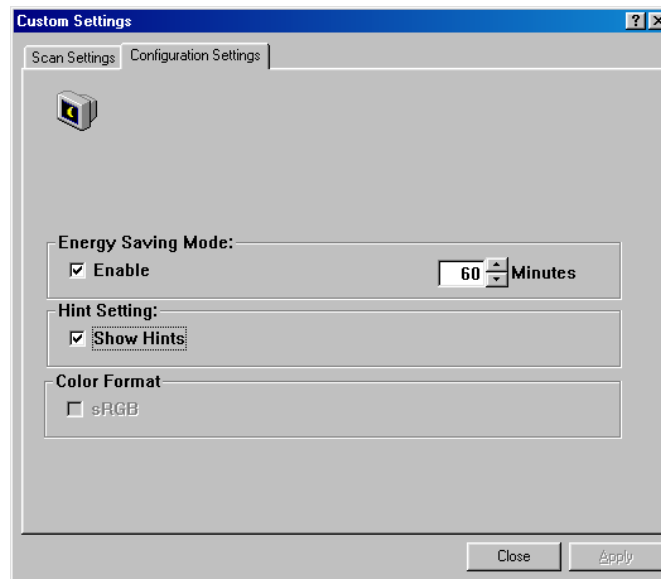 Custom Settings
Scan Settings Configuration Settings
Energy Saving Mode:
Enable 60 Minutes
Hint Setting:
Show Hints
Color Format
sRGB
Close Apply